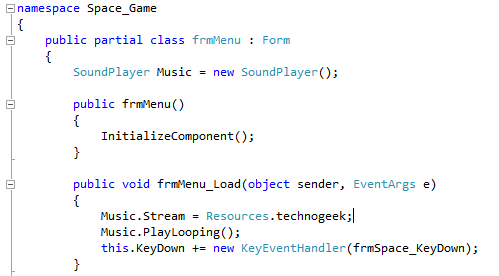 namespace Space_Game
{
    public partial class frmMenu : Form
    {
        SoundPlayer Music = new SoundPlayer();

        public frmMenu()
        {
            InitializeComponent();
        }

        public void frmMenu_Load(object sender, EventArgs e)
        {
            Music.Stream = Resources.technogeek;
            Music.PlayLooping();
            this.KeyDown += new KeyEventHandler(frmSpace_KeyDown);
        }